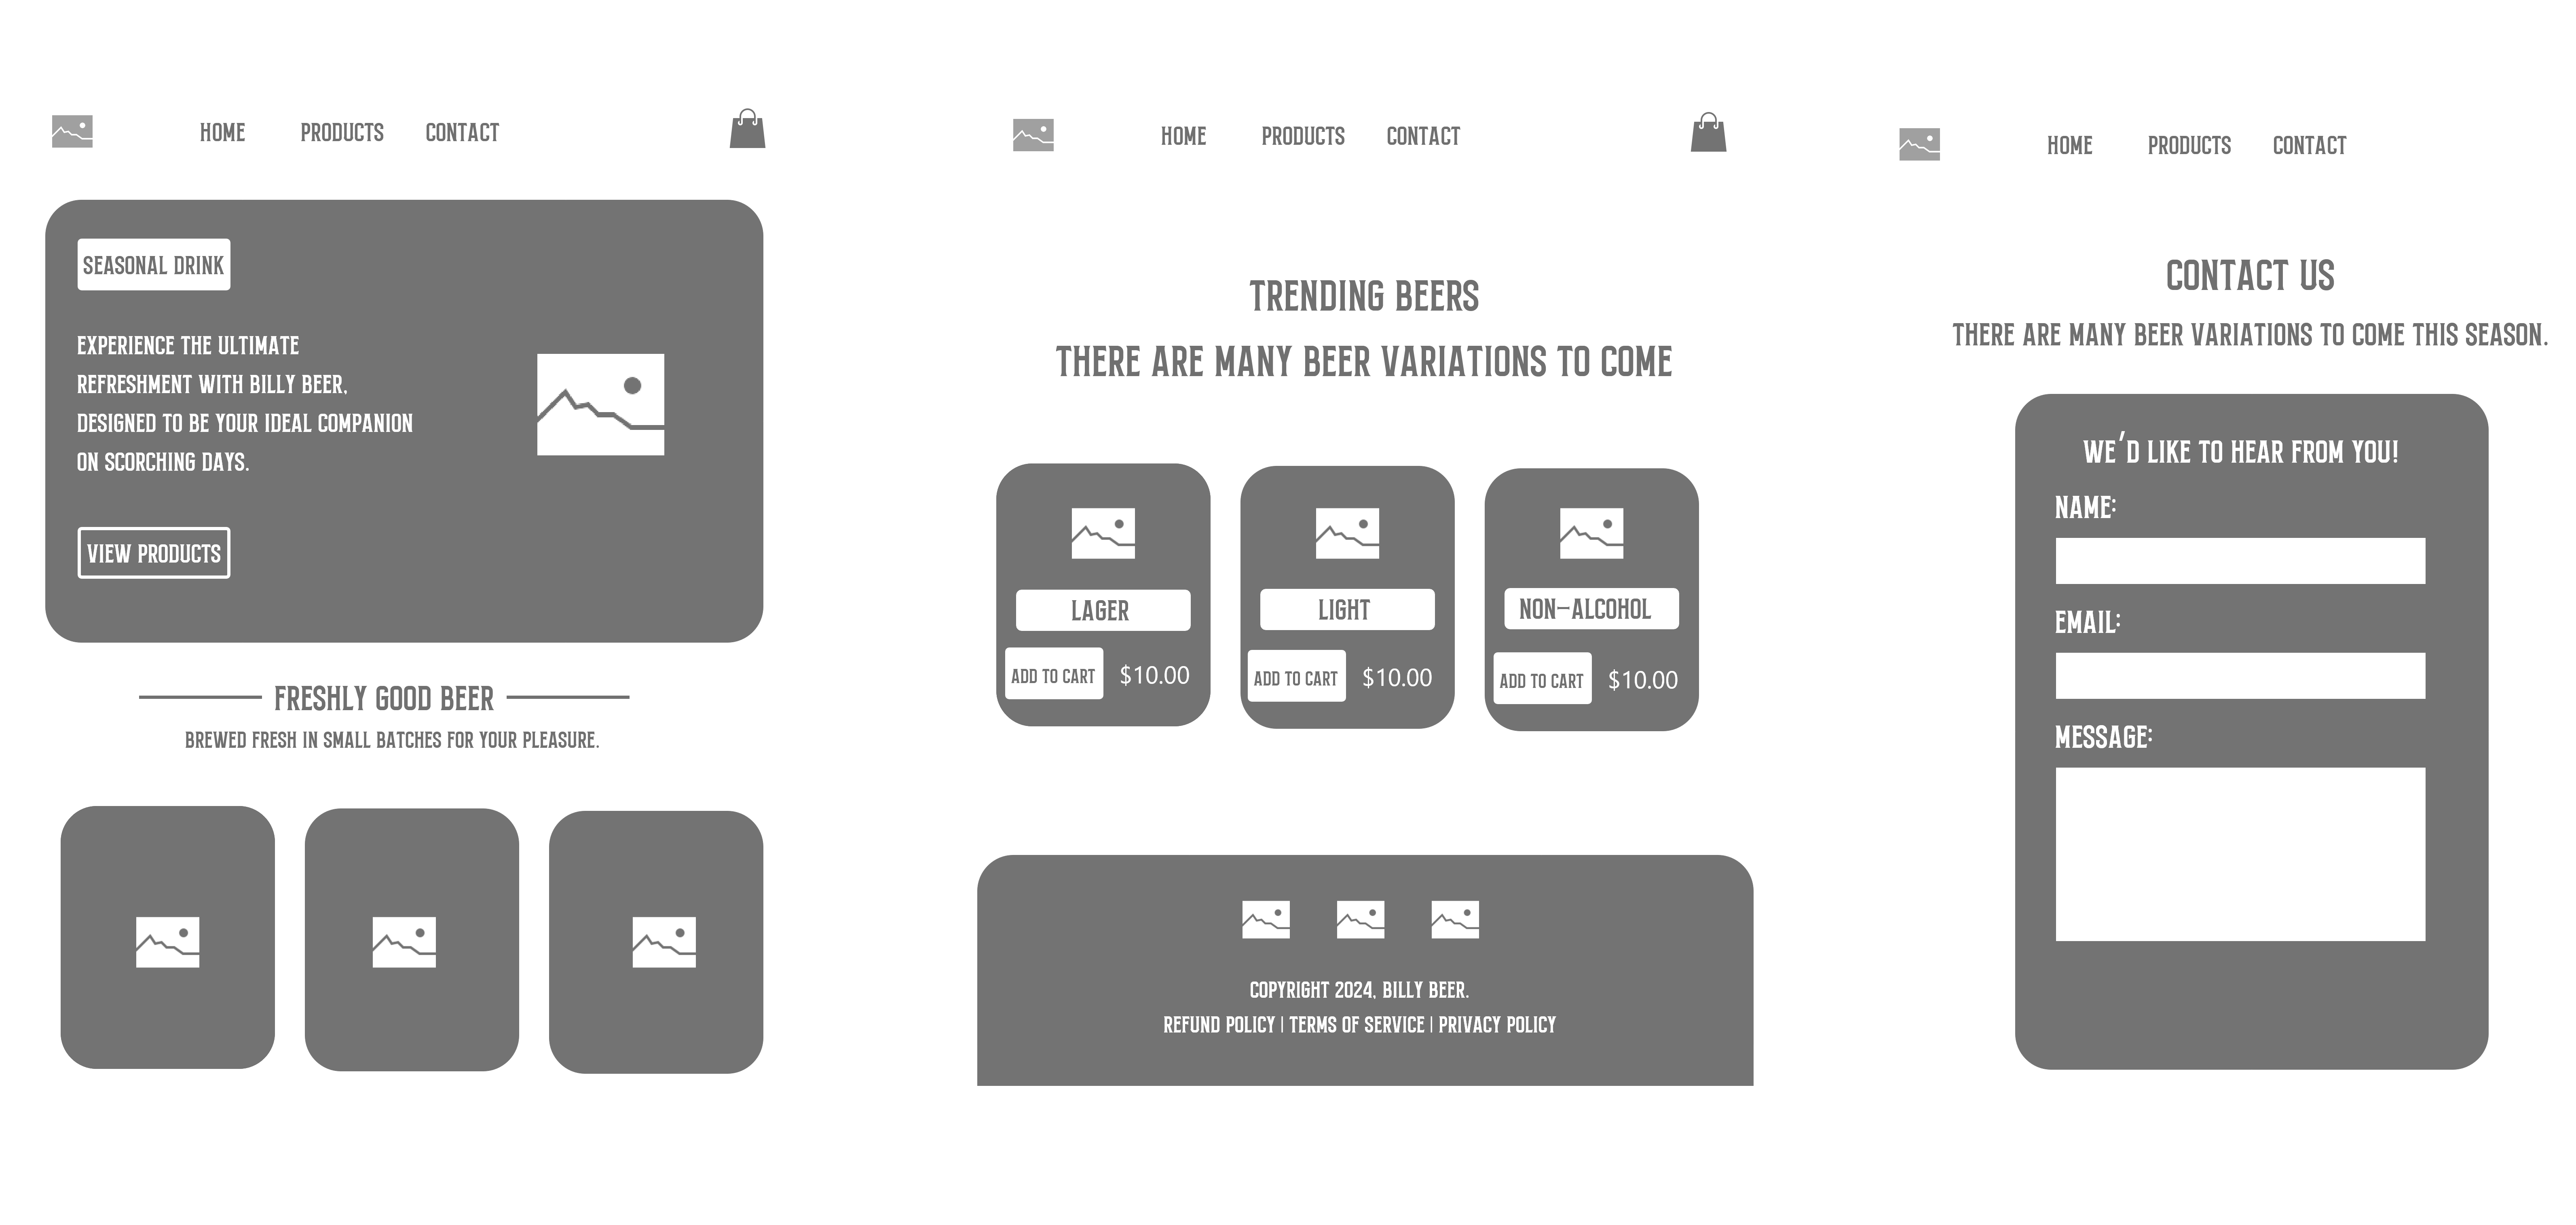 HOME PRODUCTS CONTACT
SEASONAL DRINK
EXPERIENCE THE ULTIMATE
REFRESHMENT WITH BILLY BEER,
DESIGNED TO BE YOUR IDEAL COMPANION
ON SCORCHING DAYS.
VIEW PRODUCTS
FRESHLY GOOD BEER
BREWED FRESH IN SMALL BATCHES FOR YOUR PLEASURE.
HOME PRODUCTS CONTACT
TRENDING BEERS
THERE ARE MANY BEER VARIATIONS TO COME
LAGER
ADD TO CART $10.00
LIGHT
ADD TO CART $10.00
NON-ALCOHOL
ADD TO CART $10.00
COPYRIGHT 2024, BILLY BEER.
REFUND POLICY | TERMS OF SERVICE | PRIVACY POLICY
HOME PRODUCTS CONTACT
CONTACT US
THERE ARE MANY BEER VARIATIONS TO COME THIS SEASON.
WE'D LIKE TO HEAR FROM YOU!
NAME:
EMAIL:
MESSAGE: